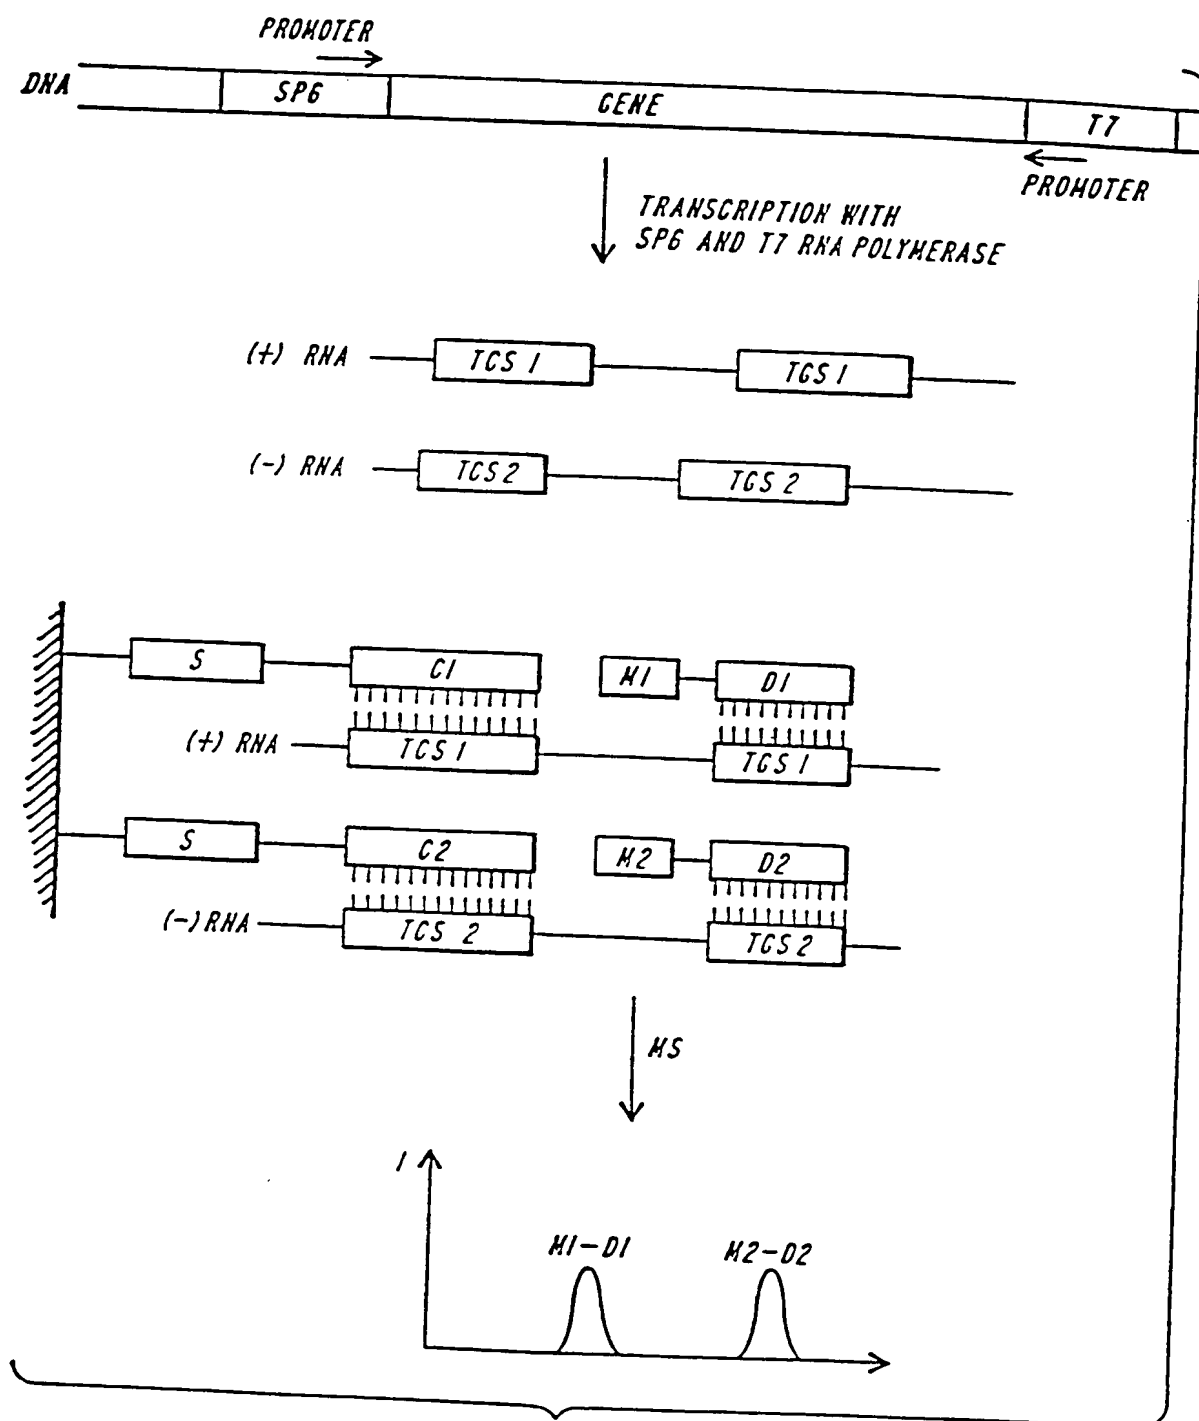 PROMOTER
DNA SP6 GENE T7
PROMOTER
TRANSCRIPTION WITH
SP6 AND T7 RNA POLYMERASE
(+) RNA TCS 1 TCS 1
(-) RNA TCS 2 TCS 2
S C1 M1 D1
(+) RNA TCS 1 TCS 1
S C2 M2 D2
(-) RNA TCS 2 TCS 2
MS
I
M1-D1 M2-D2